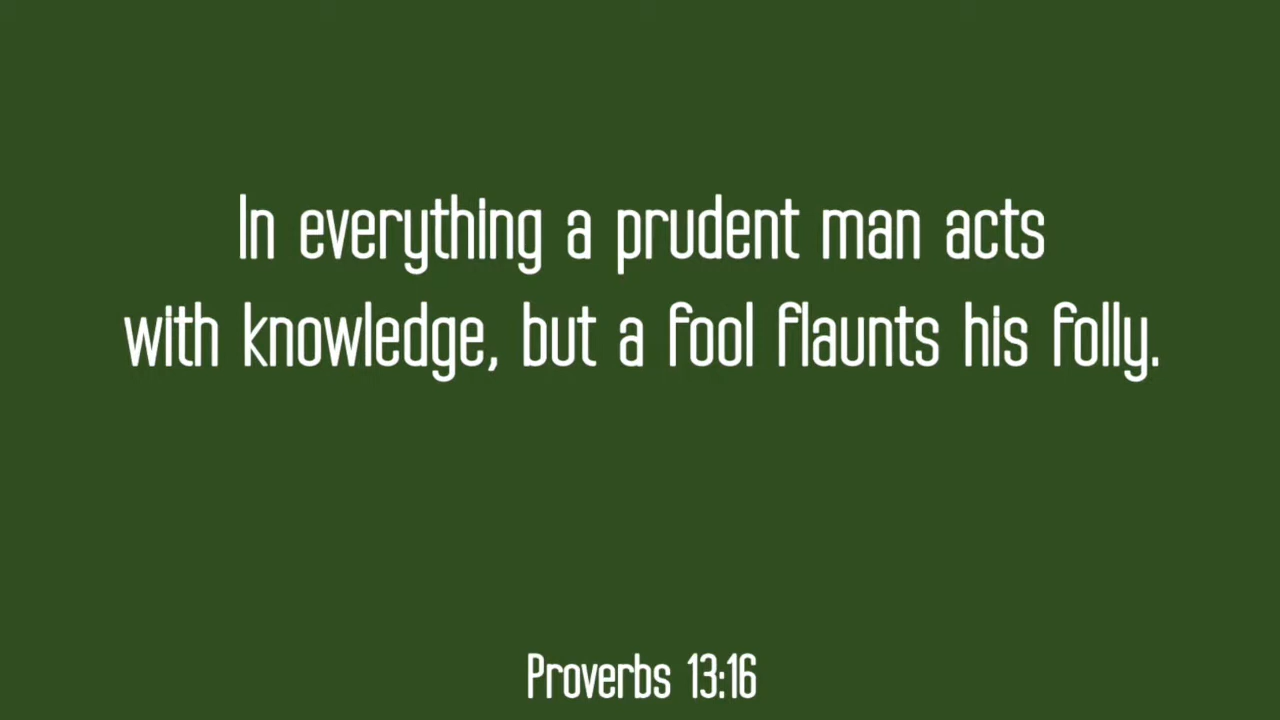 In everything a prudent man acts
with knowledge, but a fool flaunts his folly.
Proverbs 13:16